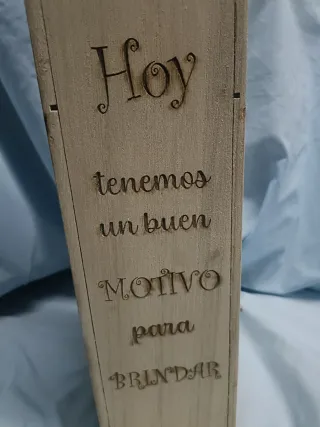 Hoy
tenemos
un buen
MOTIVO
para
BRINDAR